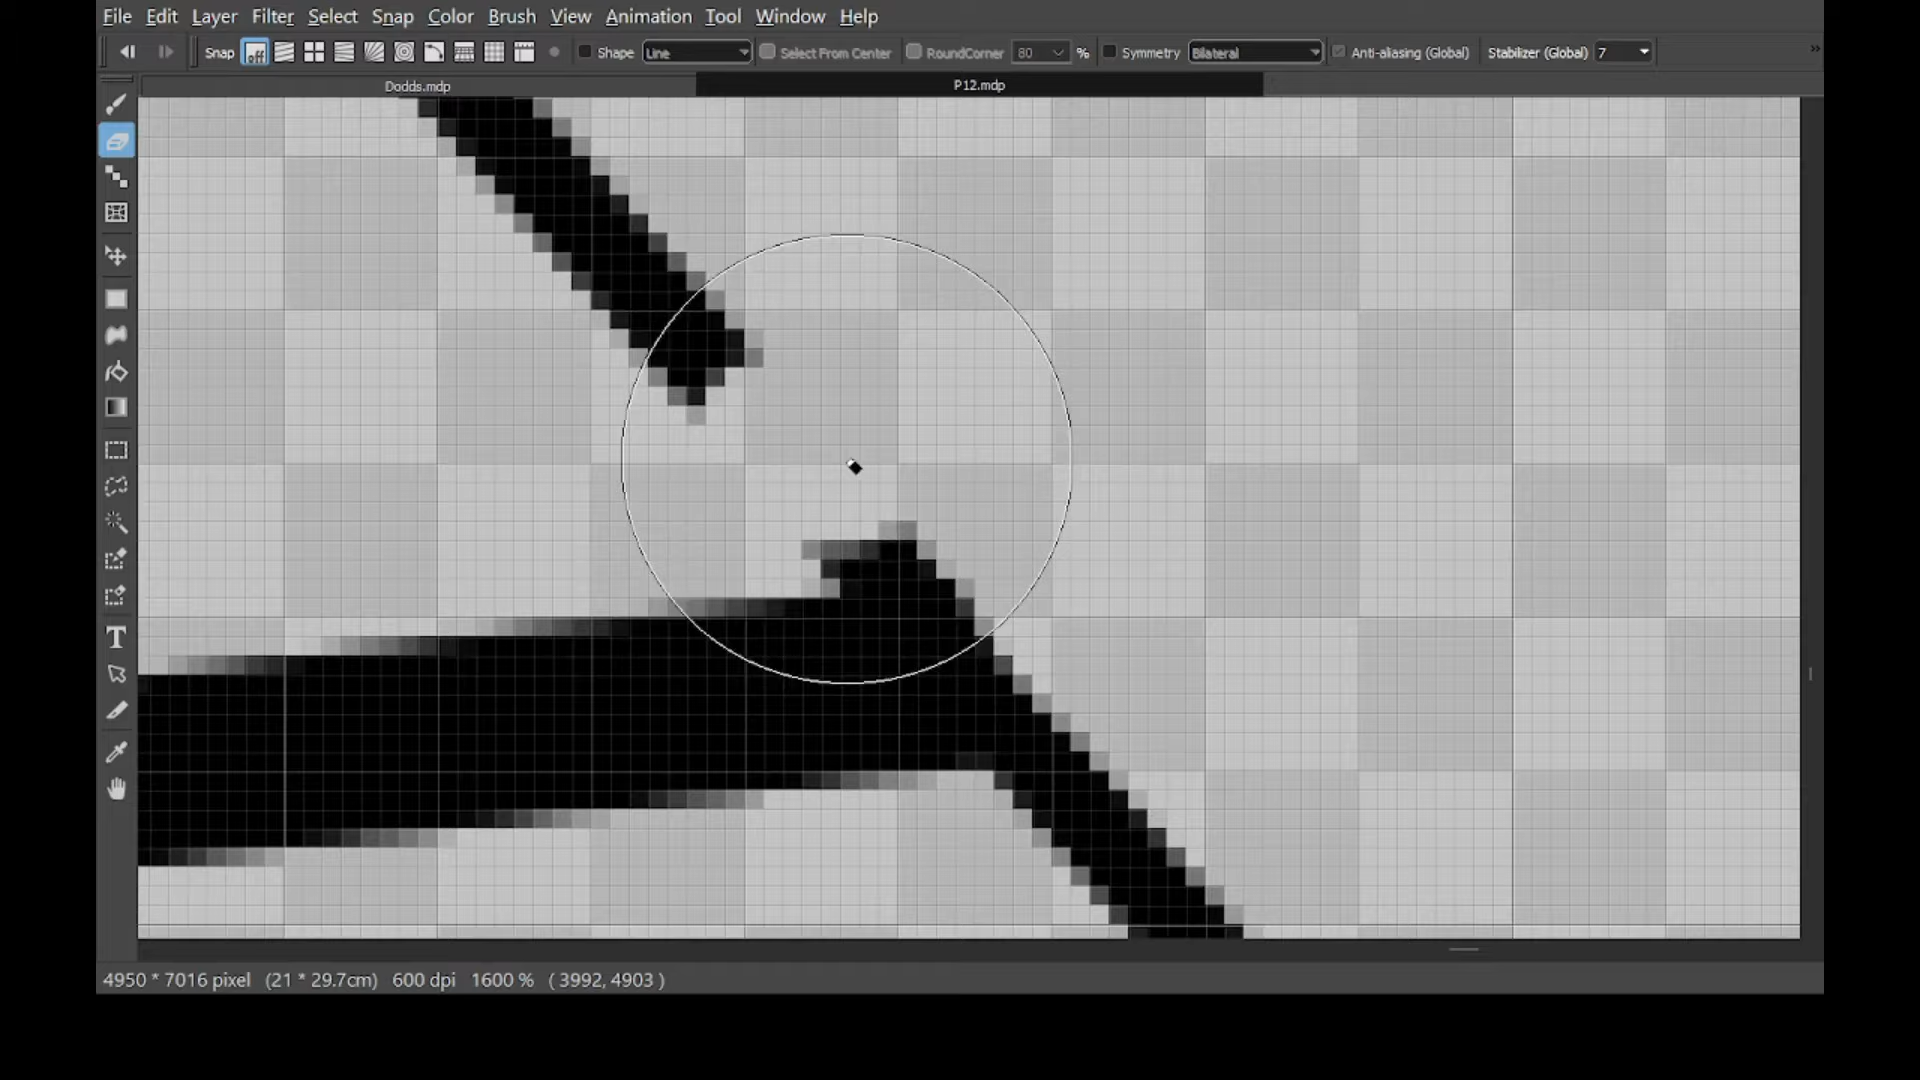 File Edit Layer Filter Select Snap Color Brush View Animation Tool Window Help
Snap off Shape Line Select From Center RoundCorner 80 % Symmetry Bilateral Anti-aliasing (Global) Stabilizer (Global) 7
Dodds.mdp P12.mdp
T
4950 * 7016 pixel (21 * 29.7cm) 600 dpi 1600 % ( 3992, 4903 )